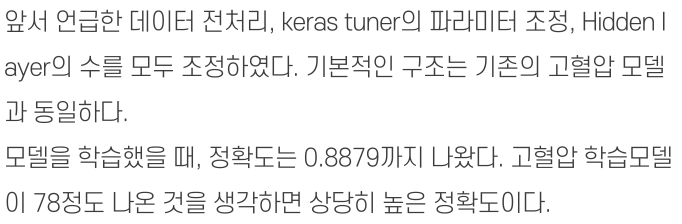 앞서 언급한 데이터 전처리, keras tuner의 파라미터 조정, Hidden l
ayer의 수를 모두 조정하였다. 기본적인 구조는 기존의 고혈압 모델
과 동일하다.
모델을 학습했을 때, 정확도는 0.8879까지 나왔다. 고혈압 학습모델
이 78정도 나온 것을 생각하면 상당히 높은 정확도이다.